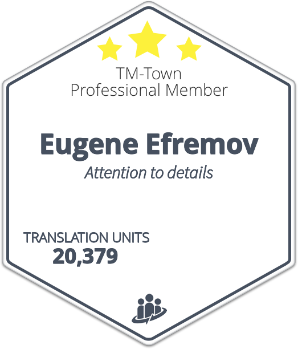 TM-Town
Professional Member
Eugene Efremov
Attention to details
TRANSLATION UNITS
20,379